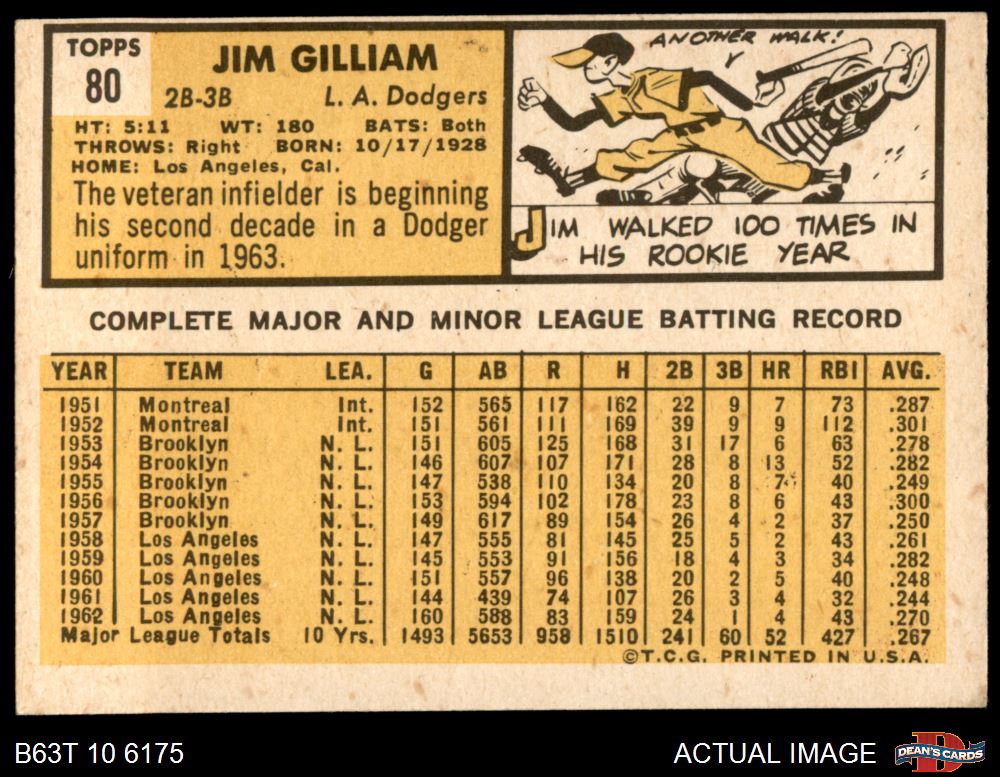 TOPPS
80
JIM GILLIAM
2B-3B L. A. Dodgers
HT: 5:11 WT: 180 BATS: Both
THROWS: Right BORN: 10/17/1928
HOME: Los Angeles, Cal.
The veteran infielder is beginning
his second decade in a Dodger
uniform in 1963.
ANOTHER WALK!
JIM WALKED 100 TIMES IN
HIS ROOKIE YEAR
COMPLETE MAJOR AND MINOR LEAGUE BATTING RECORD
YEAR TEAM LEA. G AB R H 2B 3B HR RBI AVG.
1951 Montreal Int. 152 565 117 162 22 9 7 73 .287
1952 Montreal Int. 151 561 111 169 39 9 9 112 .301
1953 Brooklyn N. L. 151 605 125 168 31 17 6 63 .278
1954 Brooklyn N. L. 146 607 107 171 28 8 13 52 .282
1955 Brooklyn N. L. 147 538 110 134 20 8 7 40 .249
1956 Brooklyn N. L. 153 594 102 178 23 8 6 43 .300
1957 Brooklyn N. L. 149 617 89 154 26 4 2 37 .250
1958 Los Angeles N. L. 147 555 81 145 25 5 2 43 .261
1959 Los Angeles N. L. 145 553 91 156 18 4 3 34 .282
1960 Los Angeles N. L. 151 557 96 138 20 2 5 40 .248
1961 Los Angeles N. L. 144 439 74 107 26 3 4 32 .244
1962 Los Angeles N. L. 160 588 83 159 24 1 4 43 .270
Major League Totals 10 Yrs. 1493 5653 958 1510 241 60 52 427 .267
©T.C.G. PRINTED IN U.S.A.
B63T 10 6175 ACTUAL IMAGE DEAN'S CARDS